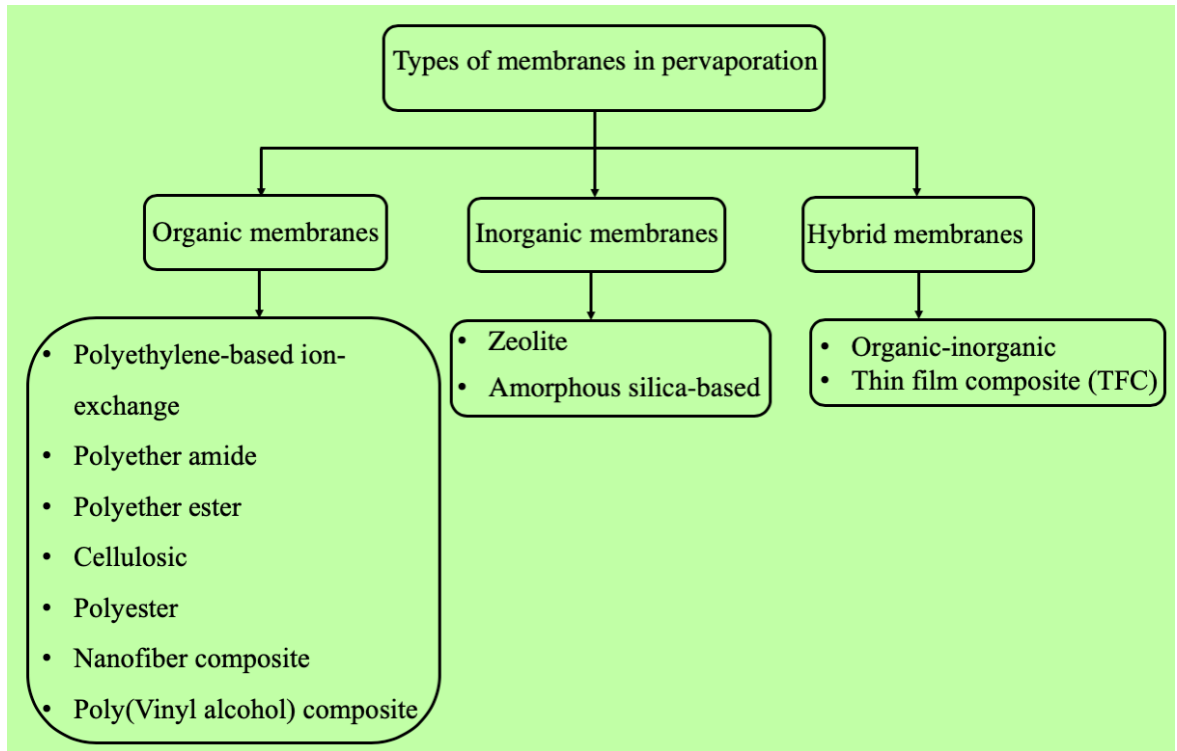 Types of membranes in pervaporation
Organic membranes
Inorganic membranes
Hybrid membranes
• Polyethylene-based ion-
exchange
• Polyether amide
• Polyether ester
• Cellulosic
• Polyester
• Nanofiber composite
• Poly(Vinyl alcohol) composite
• Zeolite
• Amorphous silica-based
• Organic-inorganic
• Thin film composite (TFC)